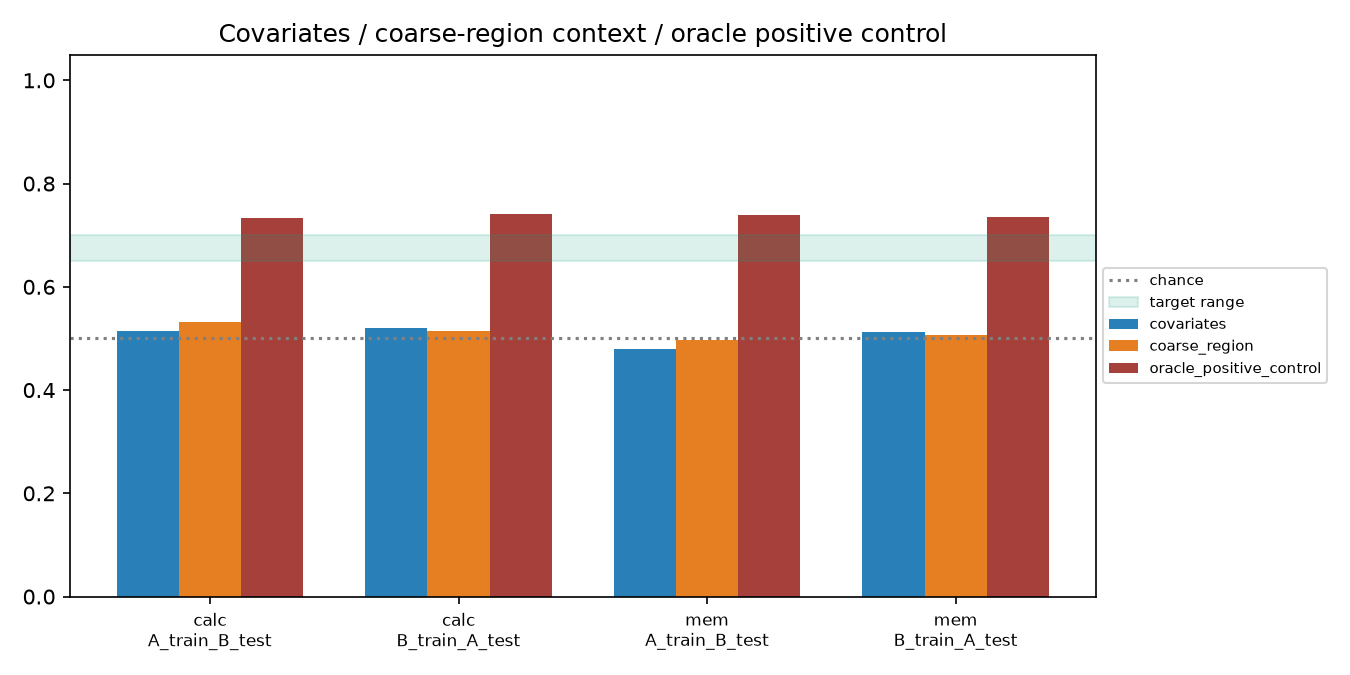 Covariates / coarse-region context / oracle positive control
1.0
0.8
0.6
0.4
0.2
0.0
calc
A_train_B_test
calc
B_train_A_test
mem
A_train_B_test
mem
B_train_A_test
chance
target range
covariates
coarse_region
oracle_positive_control